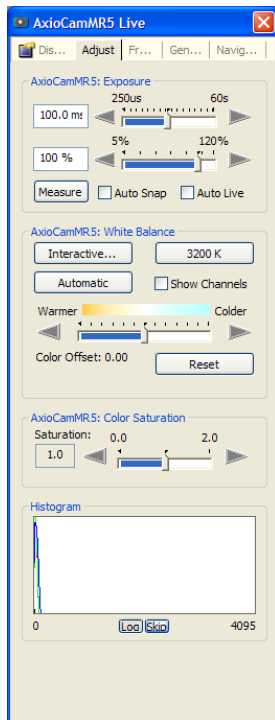 AxioCamMR5 Live
Dis... Adjust Fr... Gen... Navig...
AxioCamMR5: Exposure
250us 60s
100.0 ms
5% 120%
100 %
Measure Auto Snap Auto Live
AxioCamMR5: White Balance
Interactive... 3200 K
Automatic Show Channels
Warmer Colder
Color Offset: 0.00 Reset
AxioCamMR5: Color Saturation
Saturation: 0.0 2.0
1.0
Histogram
0 Log Skip 4095